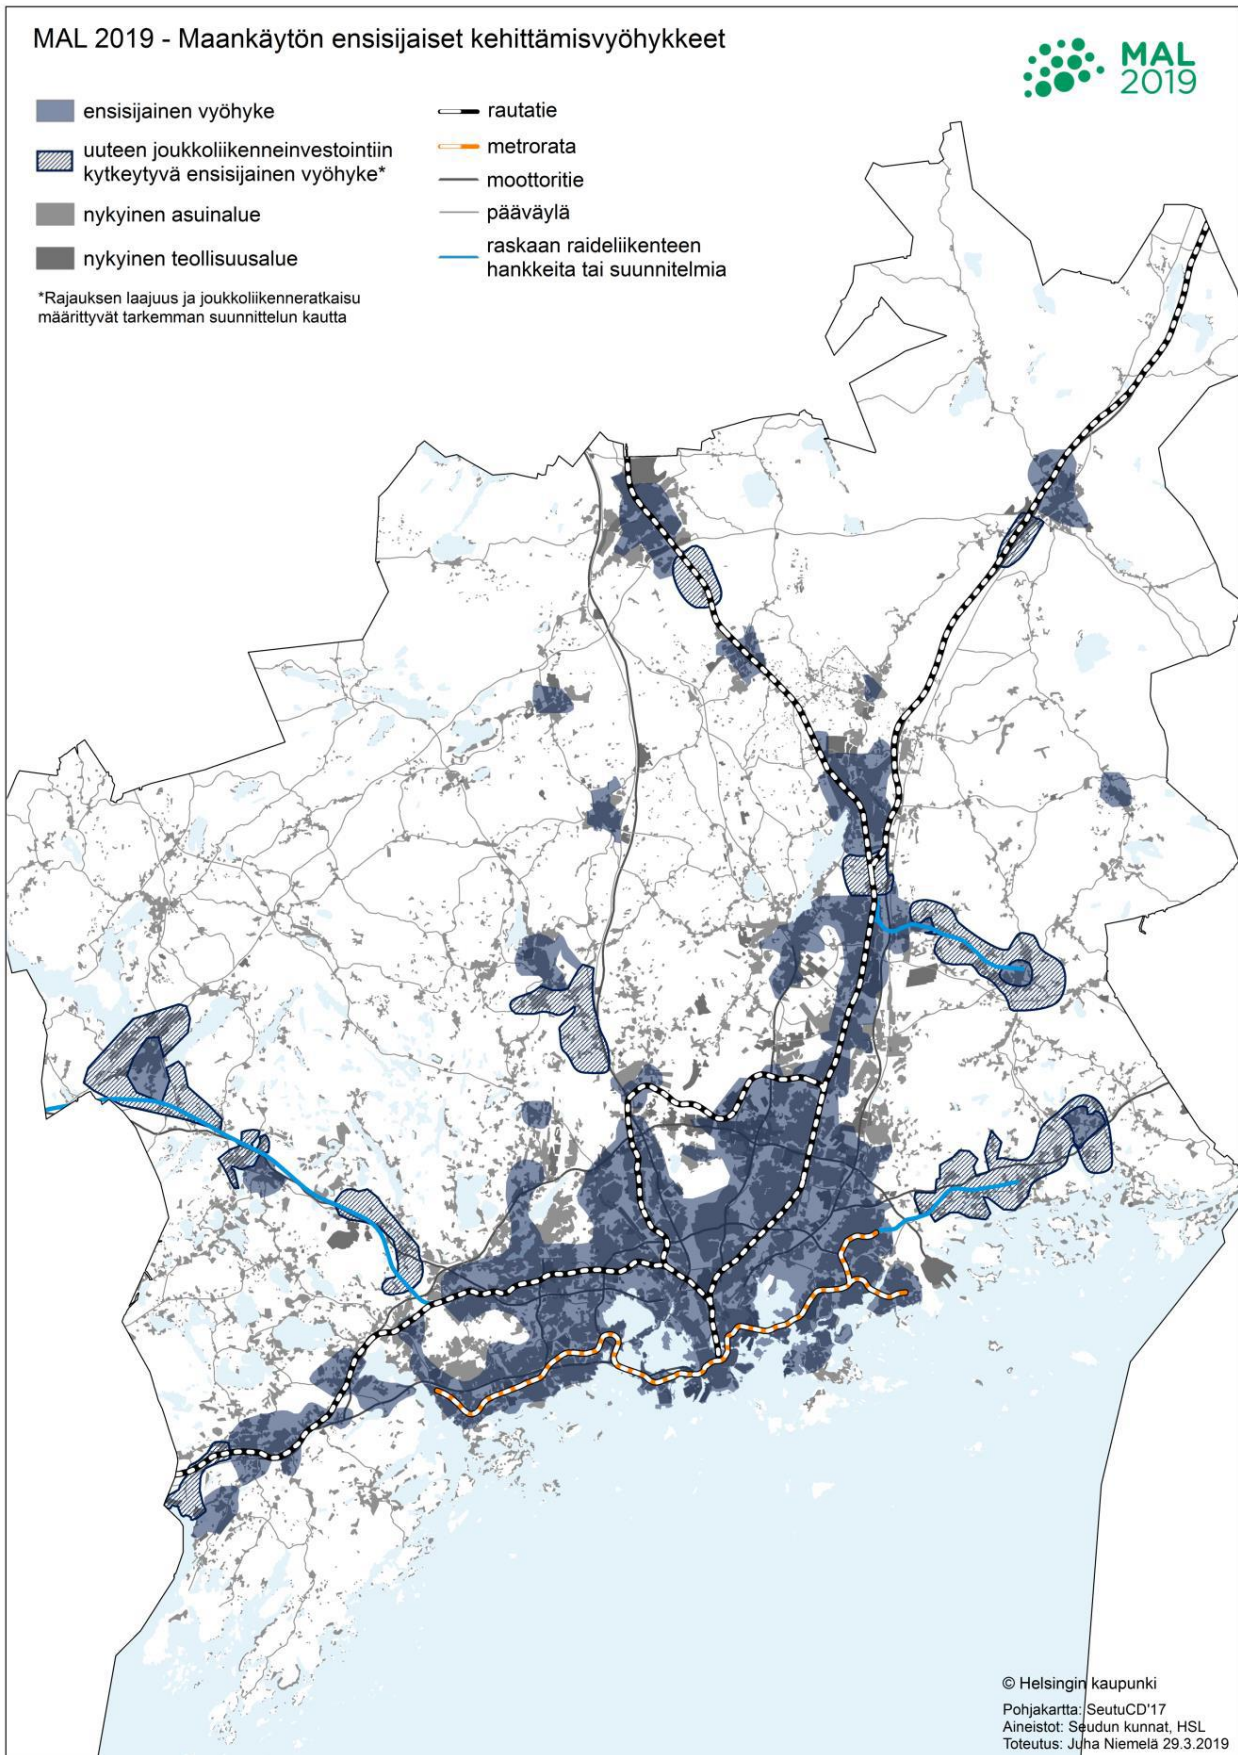 MAL 2019 - Maankäytön ensisijaiset kehittämisvyöhykkeet
MAL
2019
ensisijainen vyöhyke
uuteen joukkoliikenneinvestointiin
kytkeytyvä ensisijainen vyöhyke*
nykyinen asuinalue
nykyinen teollisuusalue
*Rajauksen laajuus ja joukkoliikenneratkaisu
määrittyvät tarkemman suunnittelun kautta
rautatie
metrorata
moottoritie
pääväylä
raskaan raideliikenteen
hankkeita tai suunnitelmia
© Helsingin kaupunki
Pohjakartta: SeutuCD'17
Aineistot: Seudun kunnat, HSL
Toteutus: Juha Niemelä 29.3.2019